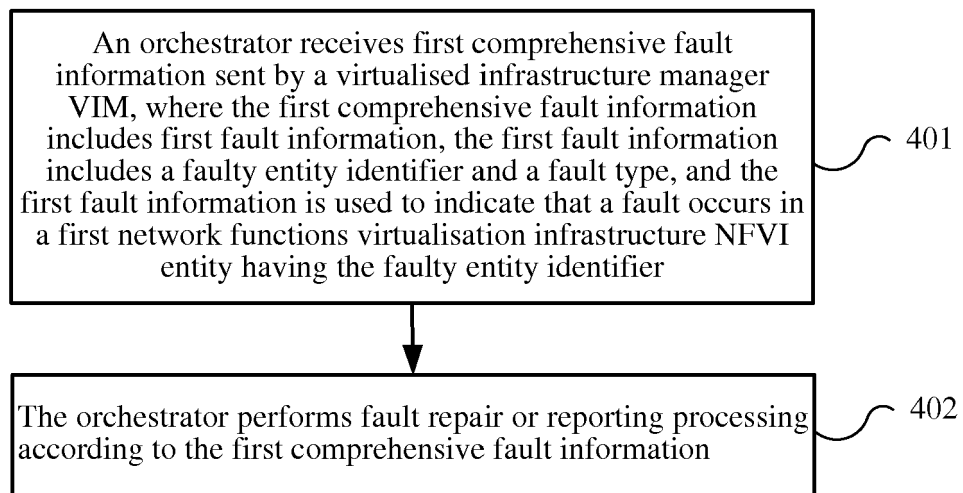 An orchestrator receives first comprehensive fault
information sent by a virtualised infrastructure manager
VIM, where the first comprehensive fault information
includes first fault information, the first fault information
includes a faulty entity identifier and a fault type, and the
first fault information is used to indicate that a fault occurs in
a first network functions virtualisation infrastructure NFVI
entity having the faulty entity identifier
401
The orchestrator performs fault repair or reporting processing
according to the first comprehensive fault information
402